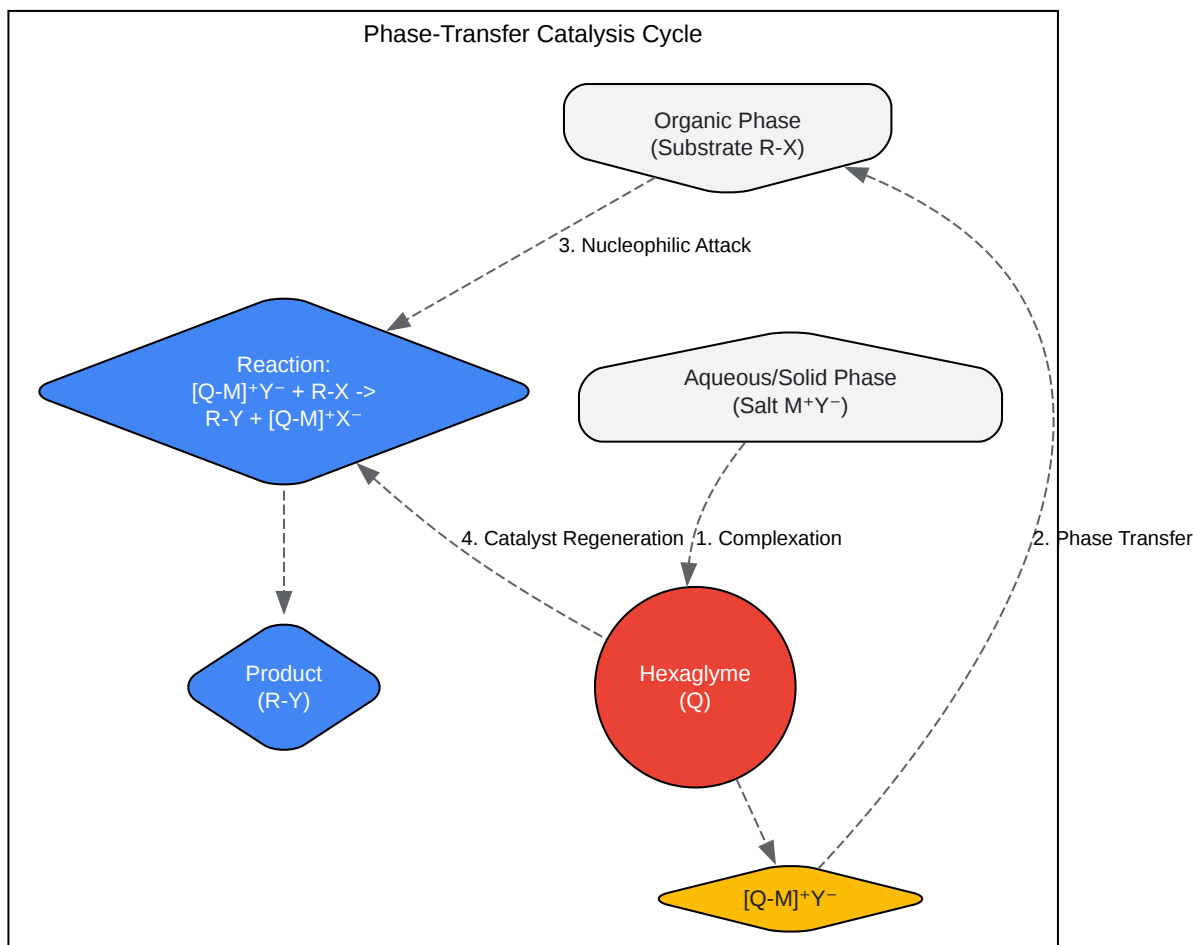 Phase-Transfer Catalysis Cycle
Organic Phase
(Substrate R-X)
3. Nucleophilic Attack
Reaction:
[Q-M]⁺Y⁻ + R-X ->
R-Y + [Q-M]⁺X⁻
Aqueous/Solid Phase
(Salt M⁺Y⁻)
4. Catalyst Regeneration
1. Complexation
2. Phase Transfer
Product
(R-Y)
Hexaglyme
(Q)
[Q-M]⁺Y⁻